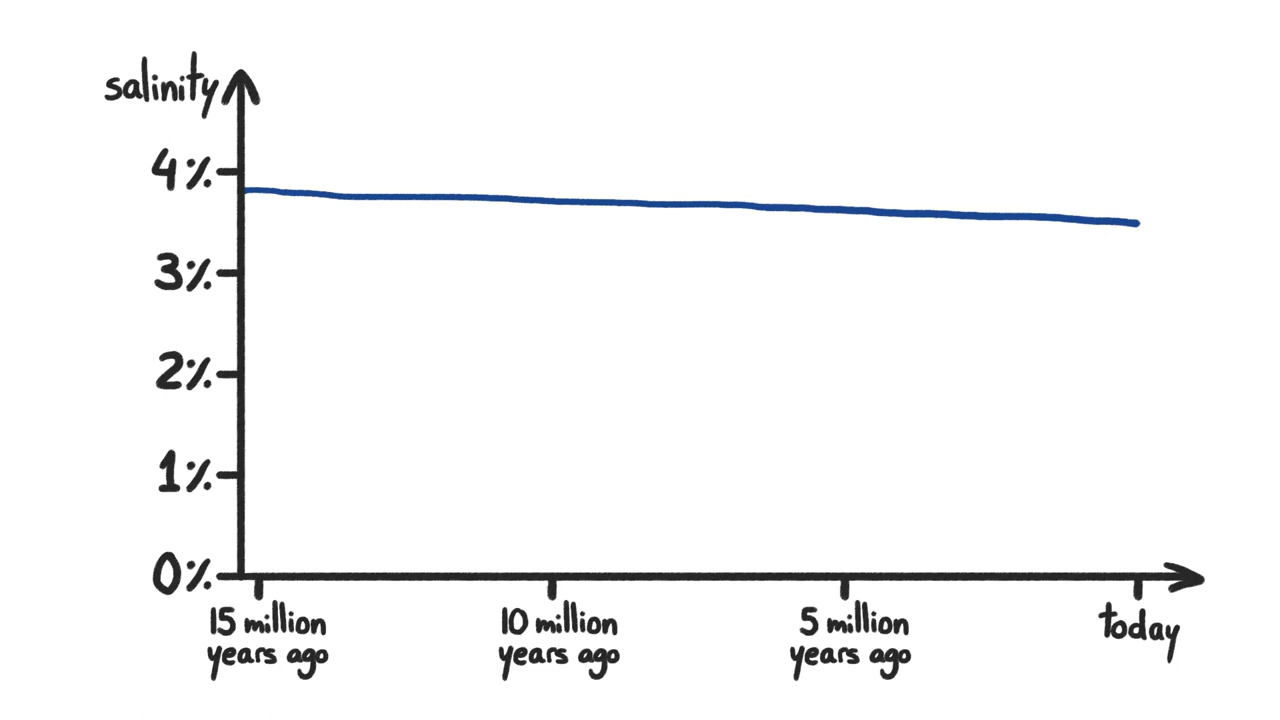 salinity
4%
3%
2%
1%
0%
15 million
years ago
10 million
years ago
5 million
years ago
today